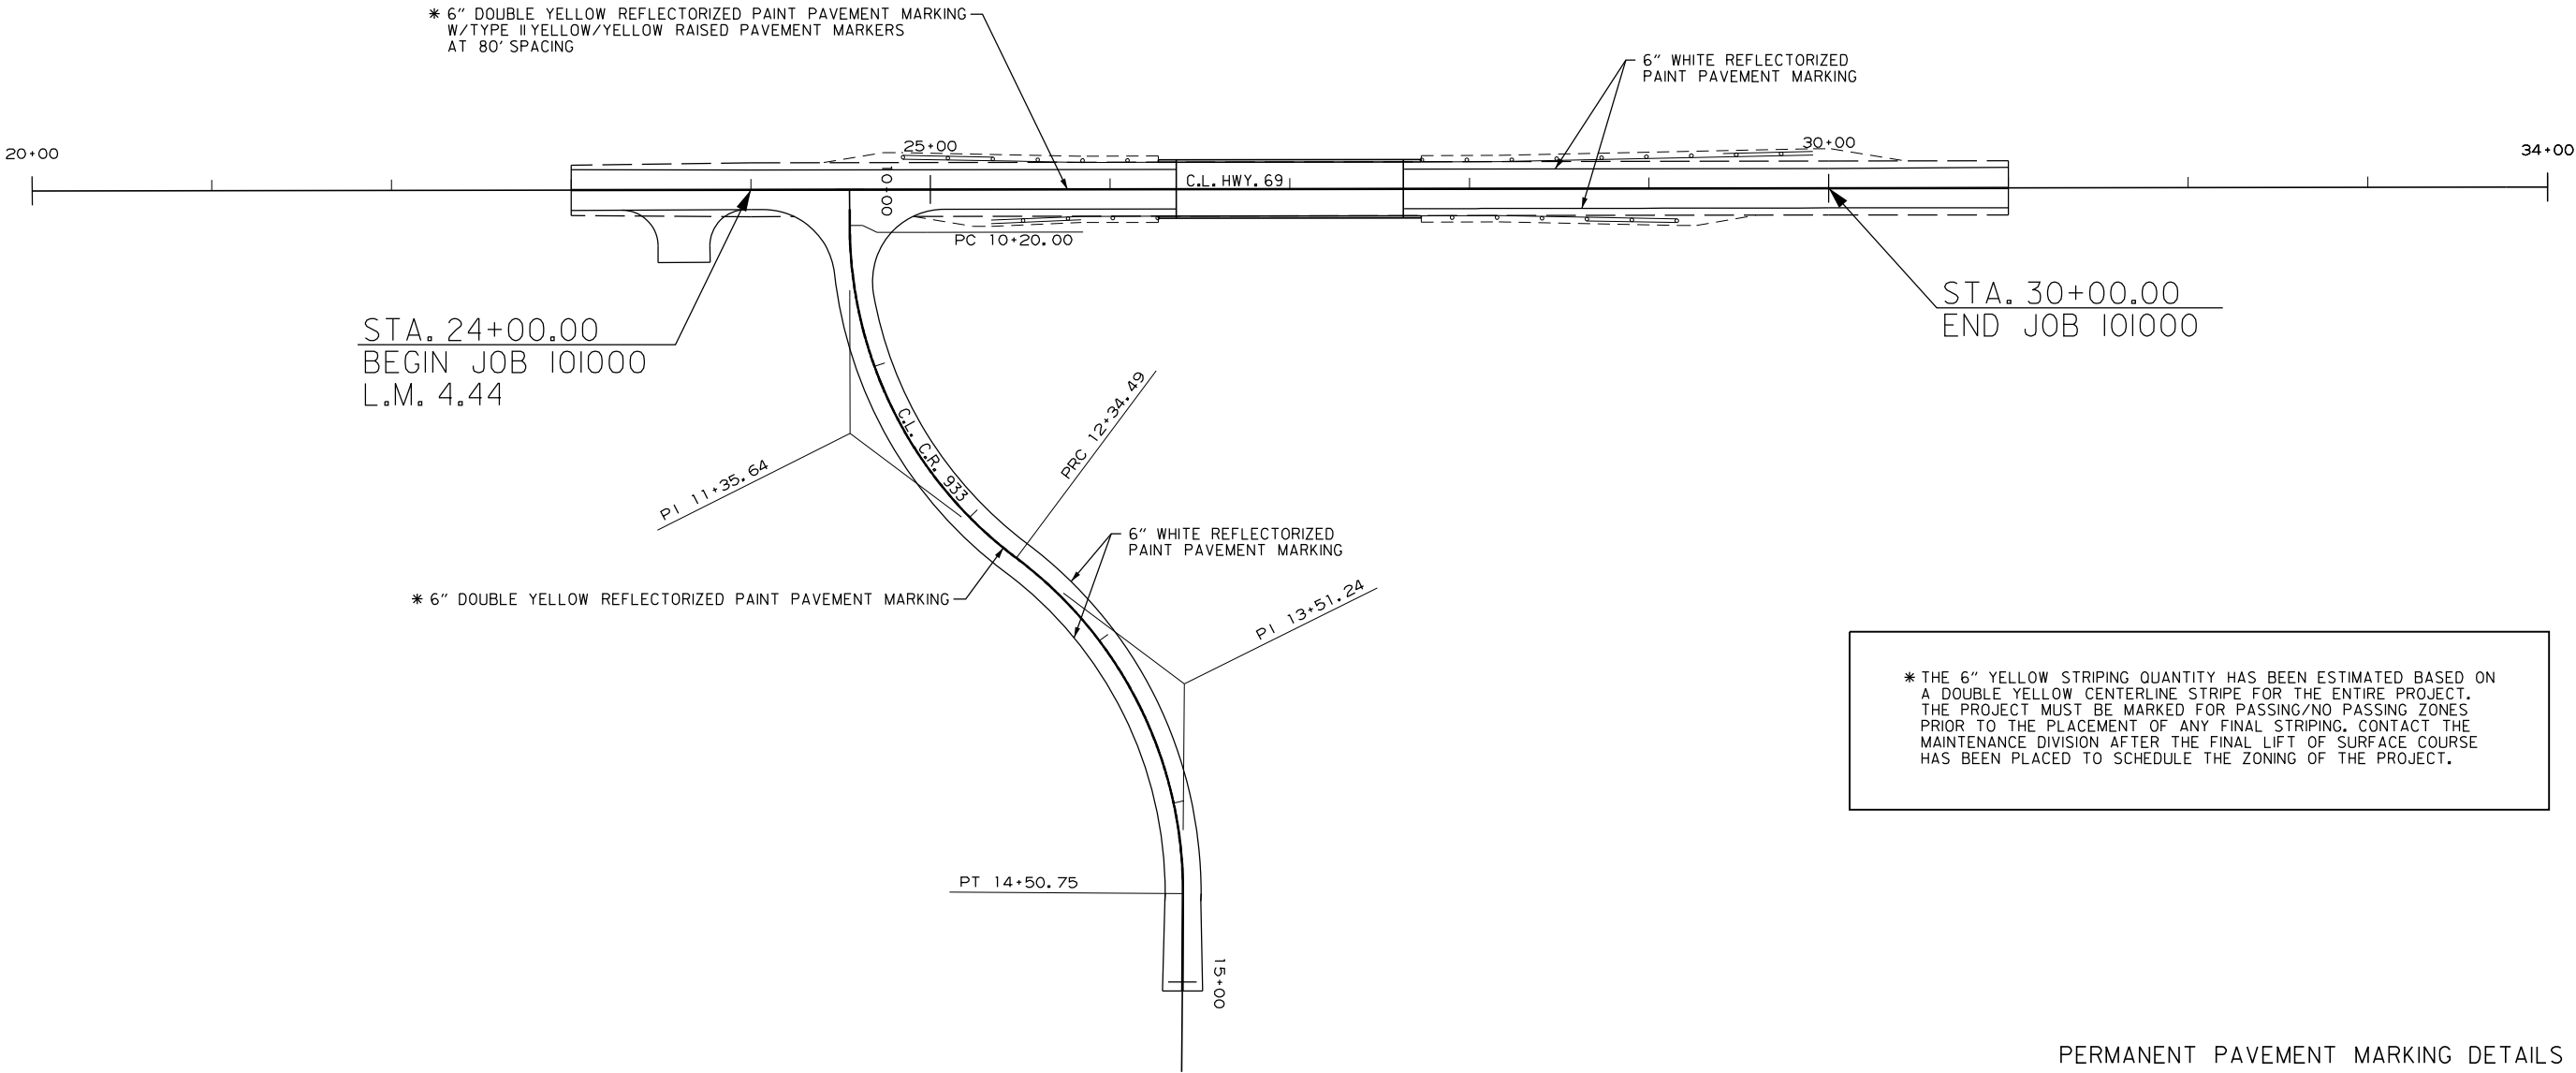 * 6" DOUBLE YELLOW REFLECTORIZED PAINT PAVEMENT MARKING
W/TYPE II YELLOW/YELLOW RAISED PAVEMENT MARKERS
AT 80' SPACING
6" WHITE REFLECTORIZED
PAINT PAVEMENT MARKING
20+00
25+00
30+00
34+00
10+00
C.L. HWY. 69
PC 10+20.00
STA. 24+00.00
BEGIN JOB 101000
L.M. 4.44
STA. 30+00.00
END JOB 101000
C.L. C.R. 933
PRC 12+34.49
PI 11+35.64
6" WHITE REFLECTORIZED
PAINT PAVEMENT MARKING
* 6" DOUBLE YELLOW REFLECTORIZED PAINT PAVEMENT MARKING
PI 13+51.24
* THE 6" YELLOW STRIPING QUANTITY HAS BEEN ESTIMATED BASED ON
A DOUBLE YELLOW CENTERLINE STRIPE FOR THE ENTIRE PROJECT.
THE PROJECT MUST BE MARKED FOR PASSING/NO PASSING ZONES
PRIOR TO THE PLACEMENT OF ANY FINAL STRIPING. CONTACT THE
MAINTENANCE DIVISION AFTER THE FINAL LIFT OF SURFACE COURSE
HAS BEEN PLACED TO SCHEDULE THE ZONING OF THE PROJECT.
PT 14+50.75
15+00
PERMANENT PAVEMENT MARKING DETAILS